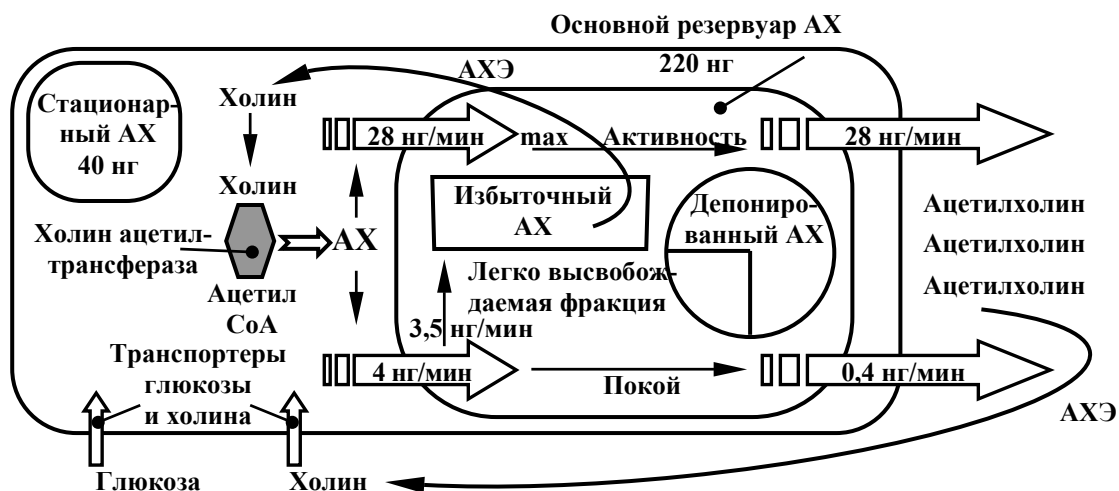 Основной резервуар АХ
220 нг
АХЭ
Стационар-
ный АХ
40 нг
Холин
28 нг/мин
max
Активность
28 нг/мин
Холин
Избыточный
АХ
Депониро-
ванный АХ
Ацетилхолин
Ацетилхолин
Ацетилхолин
Холин ацетил-
трансфераза
АХ
Легко высвобож-
даемая фракция
Ацетил
СоА
3,5 нг/мин
Транспортеры
глюкозы
и холина
4 нг/мин
Покой
0,4 нг/мин
АХЭ
Глюкоза
Холин